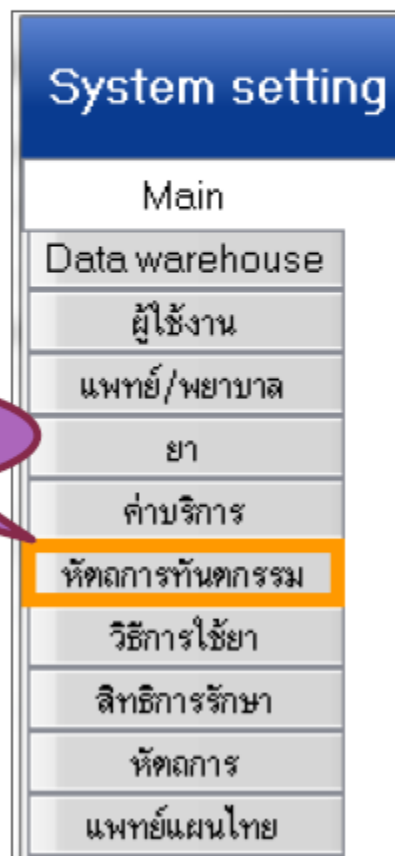 System setting
Main
Data warehouse
ผู้ใช้งาน
แพทย์/พยาบาล
ยา
ค่าบริการ
หัตถการทันตกรรม
วิธีการใช้ยา
สิทธิการรักษา
หัตถการ
แพทย์แผนไทย